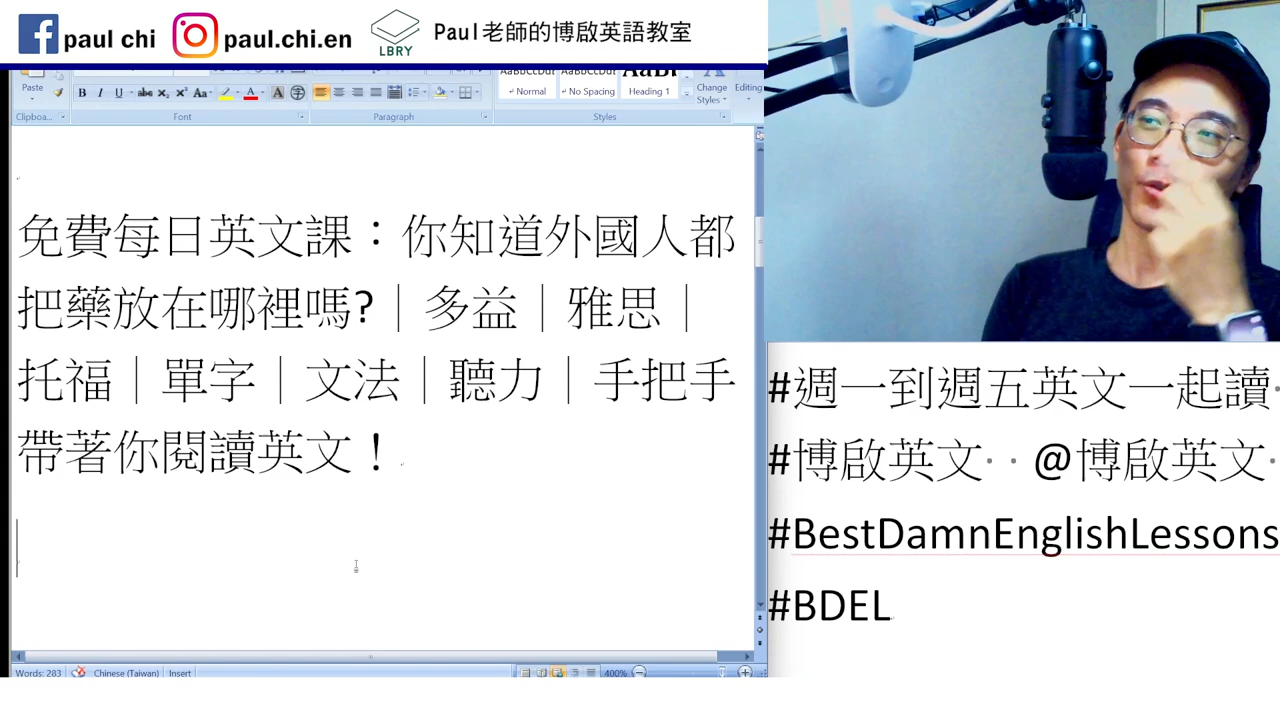 paul chi
paul.chi.en
LBRY
Paul老師的博啟英語教室
Paste
Normal
No Spacing
Heading 1
Change Styles
Editing
Clipboa...
Font
Paragraph
Styles
免費每日英文課：你知道外國人都
把藥放在哪裡嗎?｜多益｜雅思｜
托福｜單字｜文法｜聽力｜手把手
帶著你閱讀英文！
#週一到週五英文一起讀
#博啟英文 @博啟英文
#BestDamnEnglishLessons
#BDEL
Words: 283
Chinese (Taiwan)
Insert
400%